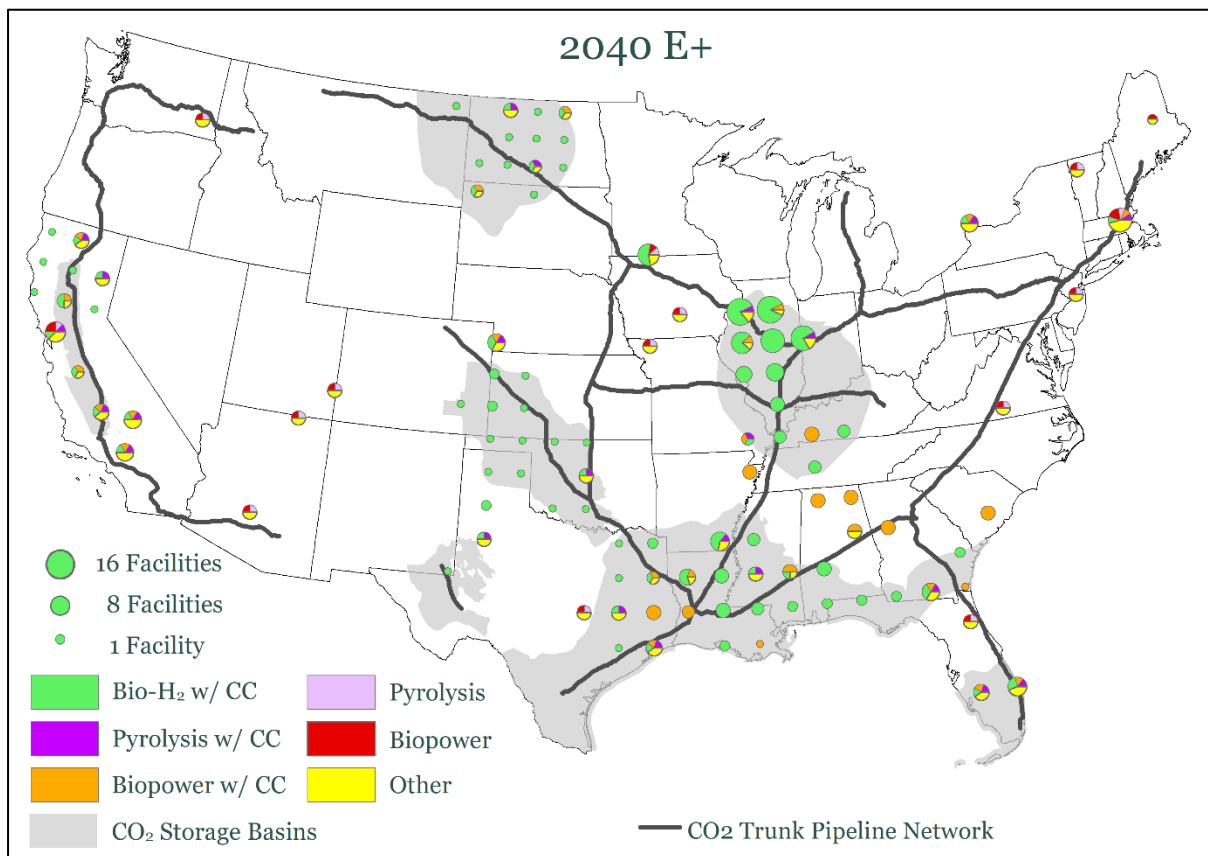 2040 E+
16 Facilities
8 Facilities
1 Facility
Bio-H₂ w/ CC
Pyrolysis
Pyrolysis w/ CC
Biopower
Biopower w/ CC
Other
CO₂ Storage Basins
CO2 Trunk Pipeline Network